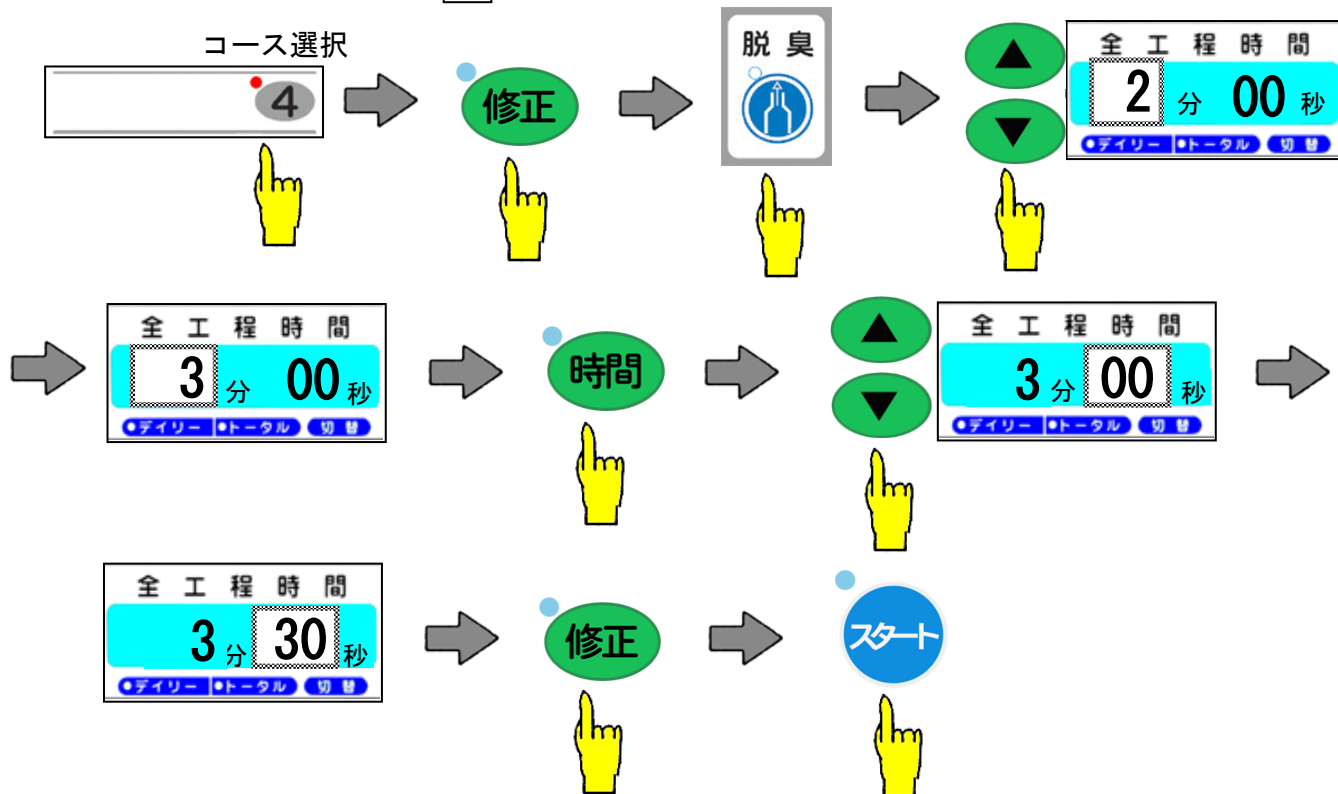 コース選択
4
修正
脱臭
▲
▼
全工程時間
2分00秒
●デイリー ●トータル 切替
全工程時間
3分00秒
●デイリー ●トータル 切替
時間
▲
▼
全工程時間
3分00秒
●デイリー ●トータル 切替
全工程時間
3分30秒
●デイリー ●トータル 切替
修正
スタート